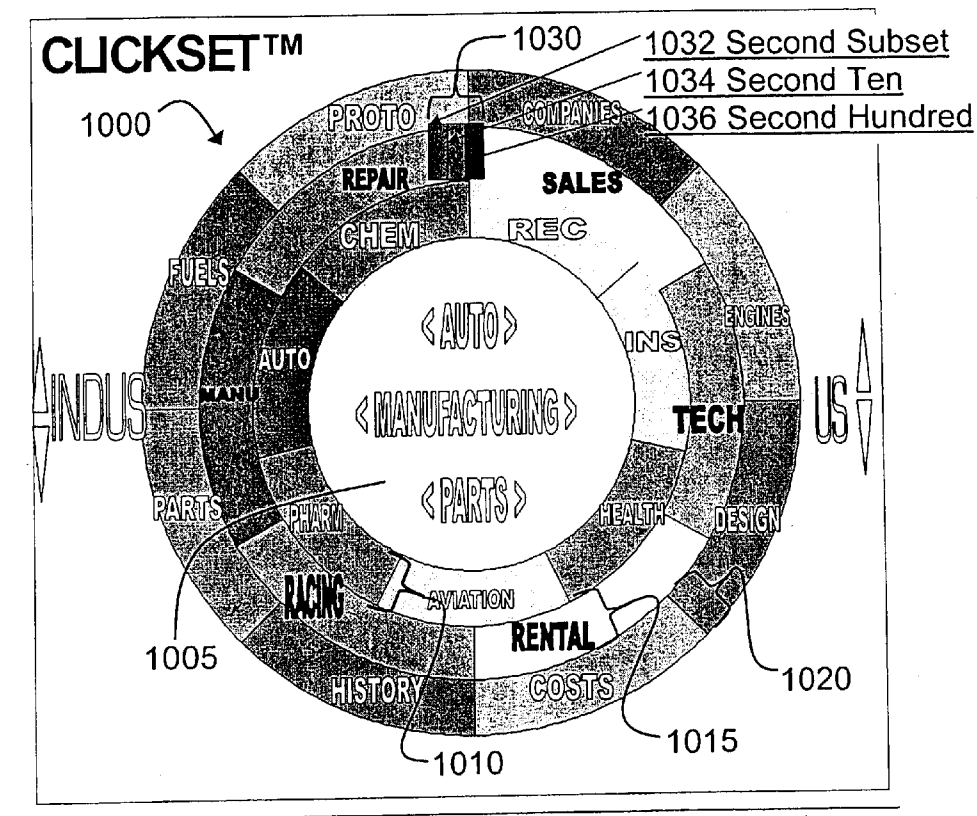 CLICKSET™
1030
1032 Second Subset
1034 Second Ten
1036 Second Hundred
1000
PROTO
COMPANIES
REPAIR
SALES
CHEM
REC
FUELS
ENGINES
< AUTO >
AUTO
INS
INDUS
MANU
< MANUFACTURING >
TECH
US
< PARTS >
PARTS
PHARM
HEALTH
DESIGN
RACING
AVIATION
RENTAL
1005
HISTORY
COSTS
1020
1010
1015